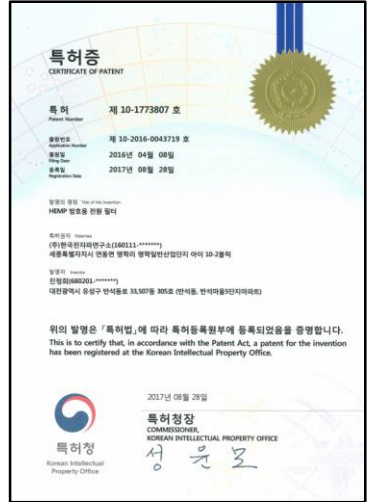 특허증
CERTIFICATE OF PATENT
특 허 제 10-1773807 호
Patent Number
출원번호 제 10-2016-0043719 호
Application Number
출원일 2016년 04월 08일
Filing Date
등록일 2017년 08월 28일
Registration Date
발명의 명칭 Title of the Invention
HEMP 방호용 전원 필터
특허권자 Patentee
(주)한국전자파연구소(160111-*******)
세종특별자치시 연동면 명학리 명학일반산업단지 아이 10-2블럭
발명자 Inventor
진정희(680201-*******)
대전광역시 유성구 반석동로 33,507동 305호 (반석동, 반석마을5단지아파트)
위의 발명은 「특허법」에 따라 특허등록원부에 등록되었음을 증명합니다.
This is to certify that, in accordance with the Patent Act, a patent for the invention
has been registered at the Korean Intellectual Property Office.
2017년 08월 28일
특허청장
COMMISSIONER,
KOREAN INTELLECTUAL PROPERTY OFFICE
성윤모
특허청
Korean Intellectual
Property Office